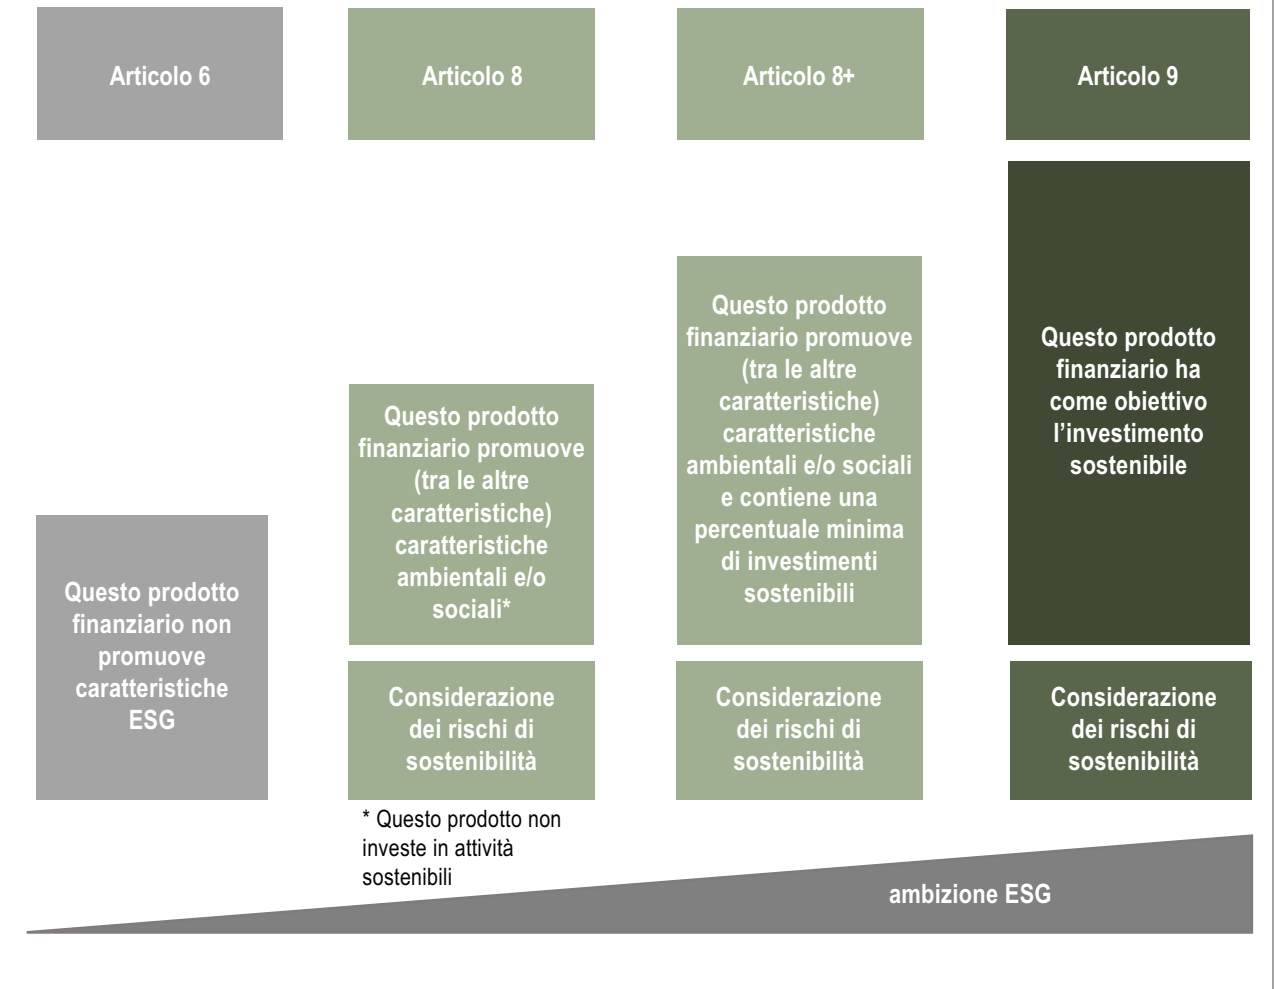 Articolo 6
Articolo 8
Articolo 8+
Articolo 9
Questo prodotto
finanziario non
promuove
caratteristiche
ESG
Questo prodotto
finanziario promuove
(tra le altre
caratteristiche)
caratteristiche
ambientali e/o
sociali*
Considerazione
dei rischi di
sostenibilità
* Questo prodotto non
investe in attività
sostenibili
Questo prodotto
finanziario promuove
(tra le altre
caratteristiche)
caratteristiche
ambientali e/o sociali
e contiene una
percentuale minima
di investimenti
sostenibili
Considerazione
dei rischi di
sostenibilità
Questo prodotto
finanziario ha
come obiettivo
l’investimento
sostenibile
Considerazione
dei rischi di
sostenibilità
ambizione ESG